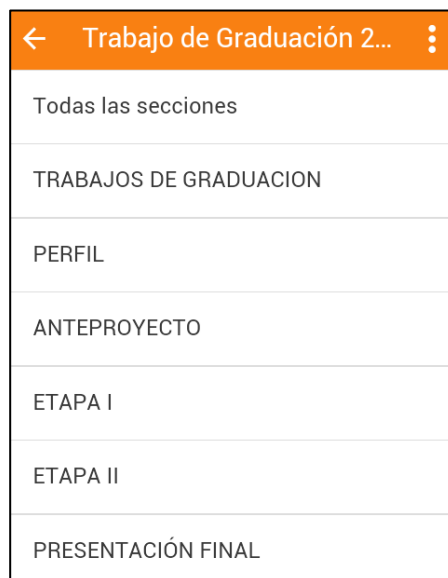 Trabajo de Graduación 2...
Todas las secciones
TRABAJOS DE GRADUACION
PERFIL
ANTEPROYECTO
ETAPA I
ETAPA II
PRESENTACIÓN FINAL